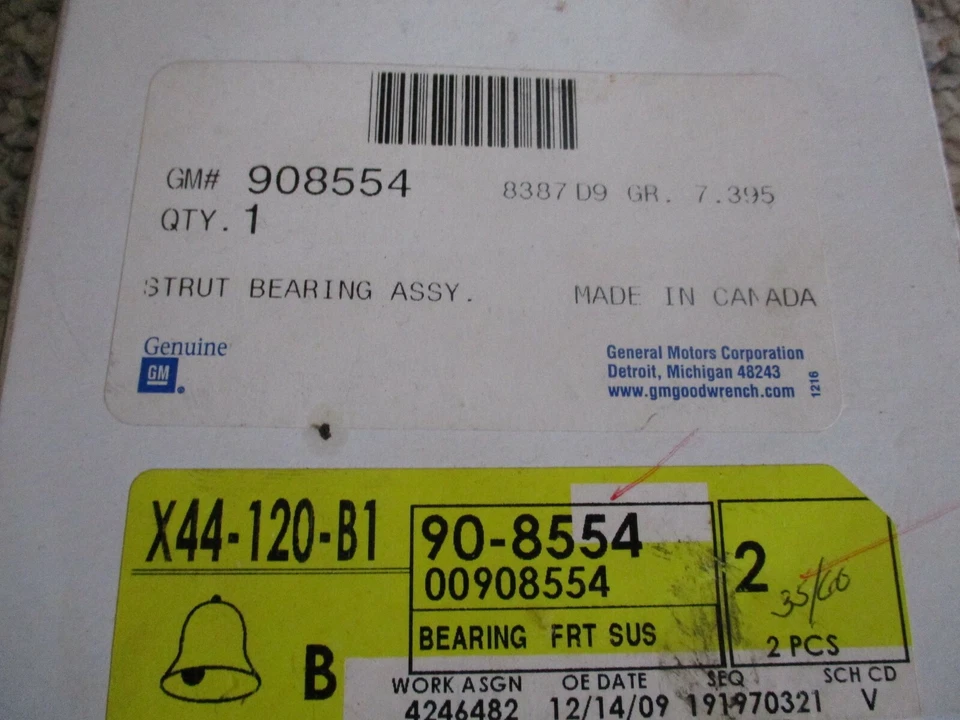 GM# 908554 8387 D9 GR. 7.395
QTY. 1
STRUT BEARING ASSY. MADE IN CANADA
Genuine
GM
General Motors Corporation
Detroit, Michigan 48243
www.gmgoodwrench.com
1216
X44-120-B1
90-8554
00908554
2
35/60
BEARING FRT SUS
2 PCS
B
WORK ASGN OE DATE SEQ SCH CD
4246482 12/14/09 191970321 V